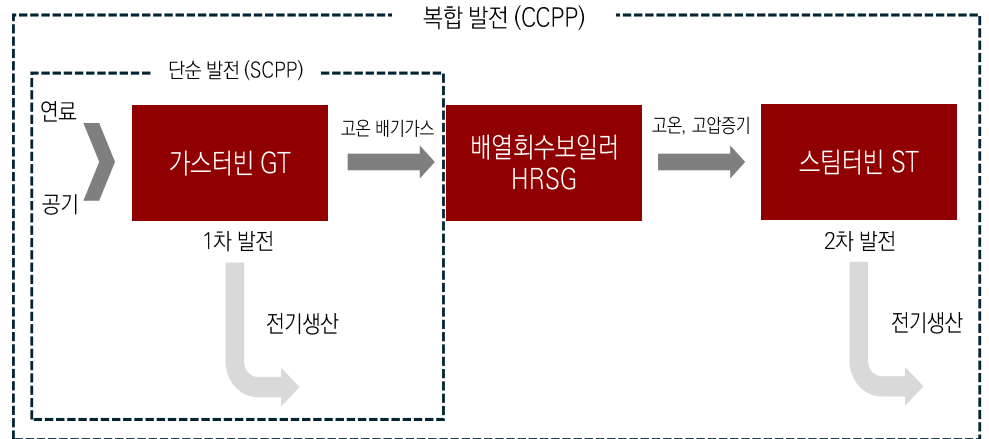 복합 발전 (CCPP)
단순 발전 (SCPP)
연료
공기
가스터빈 GT
고온 배기가스
배열회수보일러
HRSG
고온, 고압증기
스팀터빈 ST
1차 발전
2차 발전
전기생산
전기생산